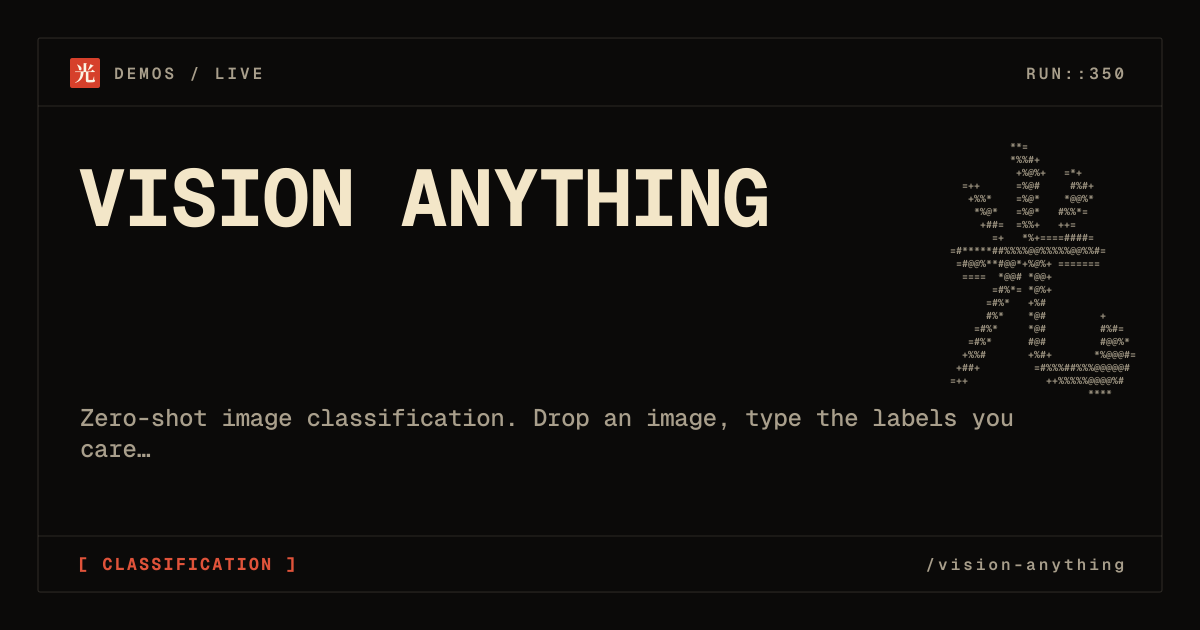 光 DEMOS / LIVE
RUN::350
VISION ANYTHING
**=
*%%#+
+%@%+ =*+
=++ =%@# #%#+
+%%* =%@* *@@%*
*%@* =%@* #%%*=
+##= =%%+ ++=
=+ *%+====####=
=#*****##%%%%@@%%%%%@@%%#=
=#@@%**#@@*+%@%+ =======
==== *@@# *@@+
=#%*= *@%+
=#%* +%#
#%* *@# +
=#%* *@# #%#=
=#%* #@# #@@%*
+%%# +%#+ *%@@@#=
+##+ =#%%%##%%%@@@@@#
=++ ++%%%%%@@@@%#
****
Zero-shot image classification. Drop an image, type the labels you
care…
[ CLASSIFICATION ]
/vision-anything